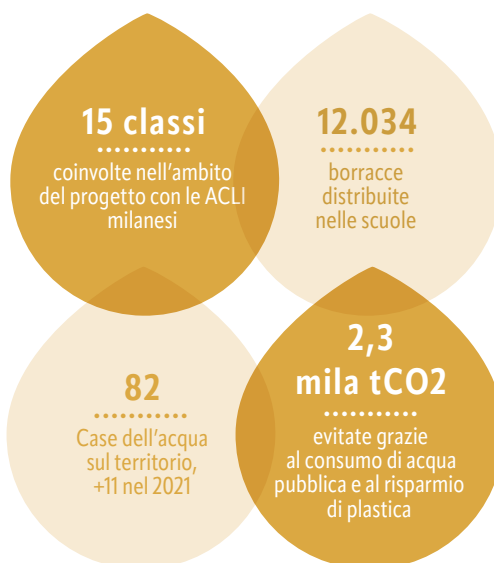 15 classi
coinvolte nell'ambito
del progetto con le ACLI
milanesi
12.034
borracce
distribuite
nelle scuole
82
Case dell'acqua
sul territorio,
+11 nel 2021
2,3
mila tCO2
evitate grazie
al consumo di acqua
pubblica e al risparmio
di plastica